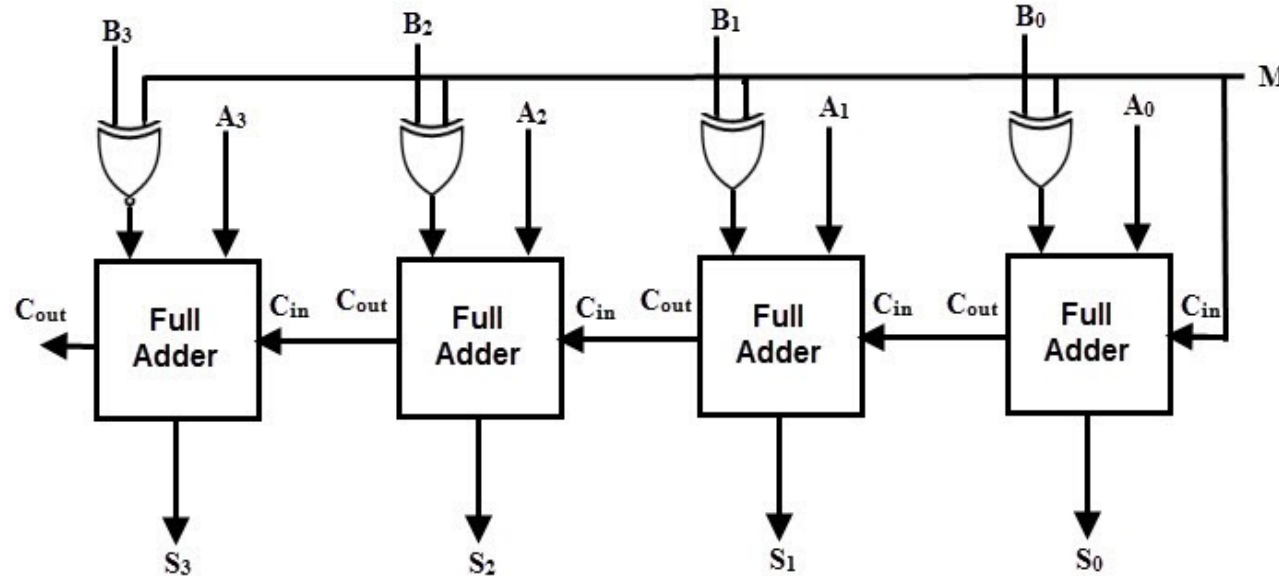 B₃ B₂ B₁ B₀
M
A₃ A₂ A₁ A₀
Cout Cin Cout Cin Cout Cin Cout Cin
Full Adder
Full Adder
Full Adder
Full Adder
S₃ S₂ S₁ S₀